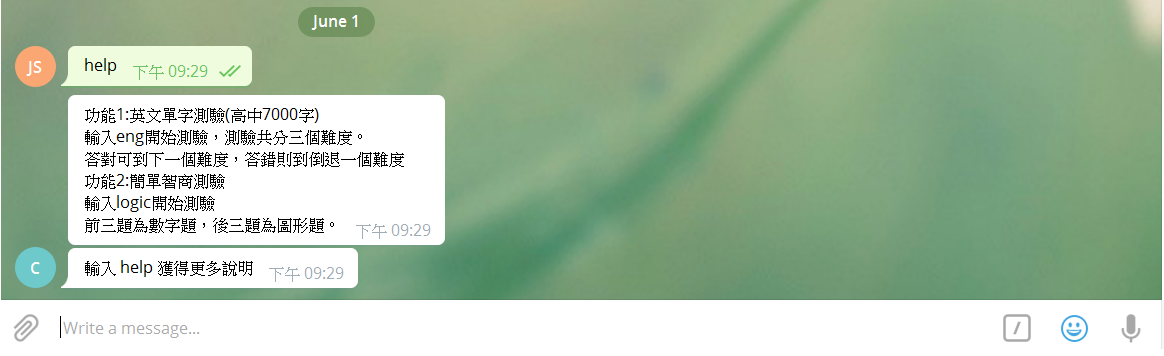 June 1
JS
help 下午 09:29
功能1:英文單字測驗(高中7000字)
輸入eng開始測驗，測驗共分三個難度。
答對可到下一個難度，答錯則到倒退一個難度
功能2:簡單智商測驗
輸入logic開始測驗
前三題為數字題，後三題為圖形題。 下午 09:29
C
輸入 help 獲得更多說明 下午 09:29
Write a message...